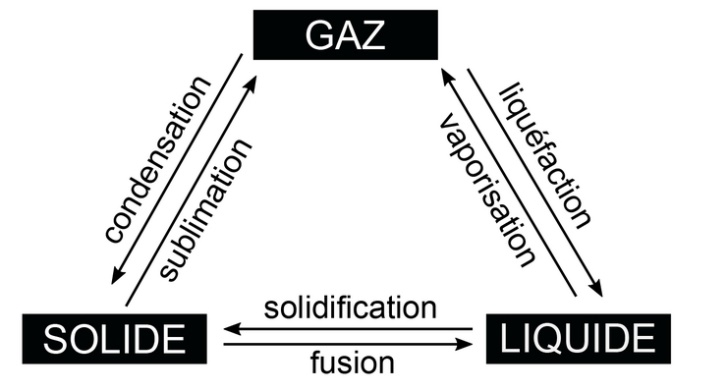 GAZ
condensation
sublimation
vaporisation
liquéfaction
solidification
SOLIDE
LIQUIDE
fusion